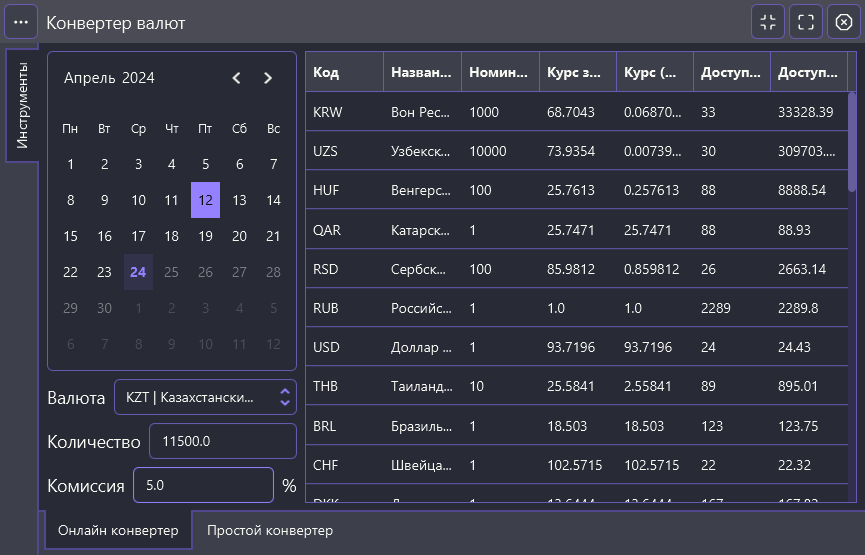 ... Конвертер валют
Инструменты
Апрель 2024
Пн Вт Ср Чт Пт Сб Вс
1 2 3 4 5 6 7
8 9 10 11 12 13 14
15 16 17 18 19 20 21
22 23 24 25 26 27 28
29 30 1 2 3 4 5
6 7 8 9 10 11 12
Валюта KZT | Казахстански...
Количество 11500.0
Комиссия 5.0 %
Код Назван... Номин... Курс з... Курс (... Доступ... Доступ...
KRW Вон Рес... 1000 68.7043 0.06870... 33 33328.39
UZS Узбекск... 10000 73.9354 0.00739... 30 309703....
HUF Венгерс... 100 25.7613 0.257613 88 8888.54
QAR Катарск... 1 25.7471 25.7471 88 88.93
RSD Сербск... 100 85.9812 0.859812 26 2663.14
RUB Российс... 1 1.0 1.0 2289 2289.8
USD Доллар ... 1 93.7196 93.7196 24 24.43
THB Таиланд... 10 25.5841 2.55841 89 895.01
BRL Бразиль... 1 18.503 18.503 123 123.75
CHF Швейца... 1 102.5715 102.5715 22 22.32
Онлайн конвертер Простой конвертер